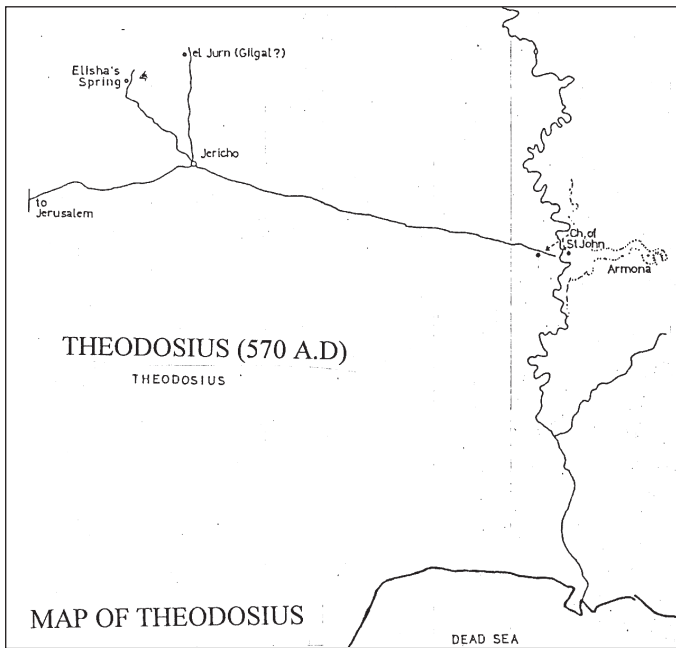 el Jurn (Gilgal?)
Elisha's
Spring
Jericho
to
Jerusalem
Ch. of
St John
Armona
THEODOSIUS (570 A.D)
THEODOSIUS
MAP OF THEODOSIUS
DEAD SEA